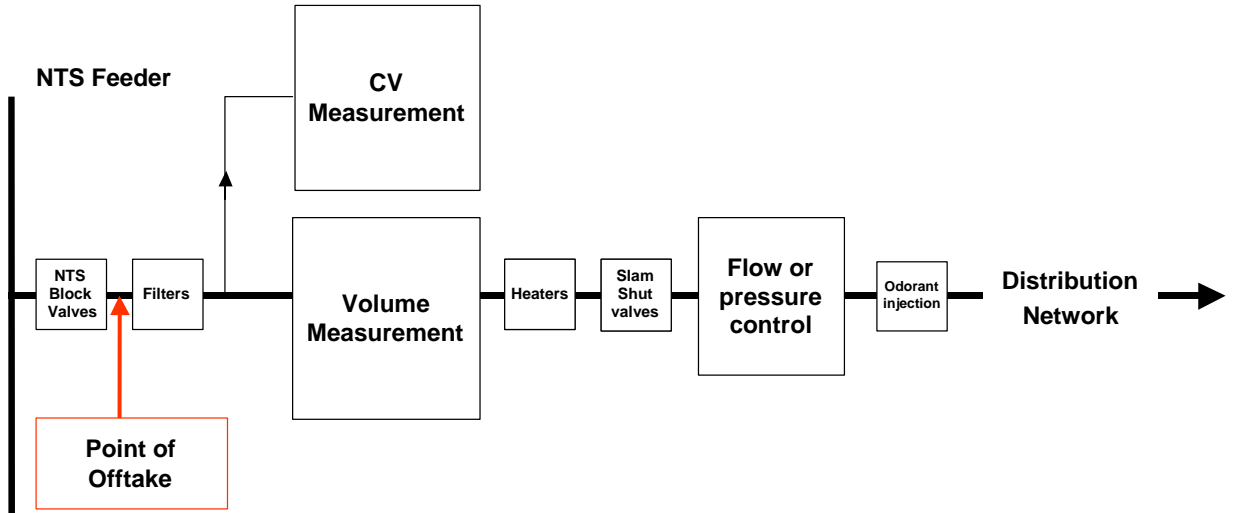 NTS Feeder
CV
Measurement
NTS
Block
Valves
Filters
Volume
Measurement
Heaters
Slam
Shut
valves
Flow or
pressure
control
Odorant
injection
Distribution
Network
Point of
Offtake